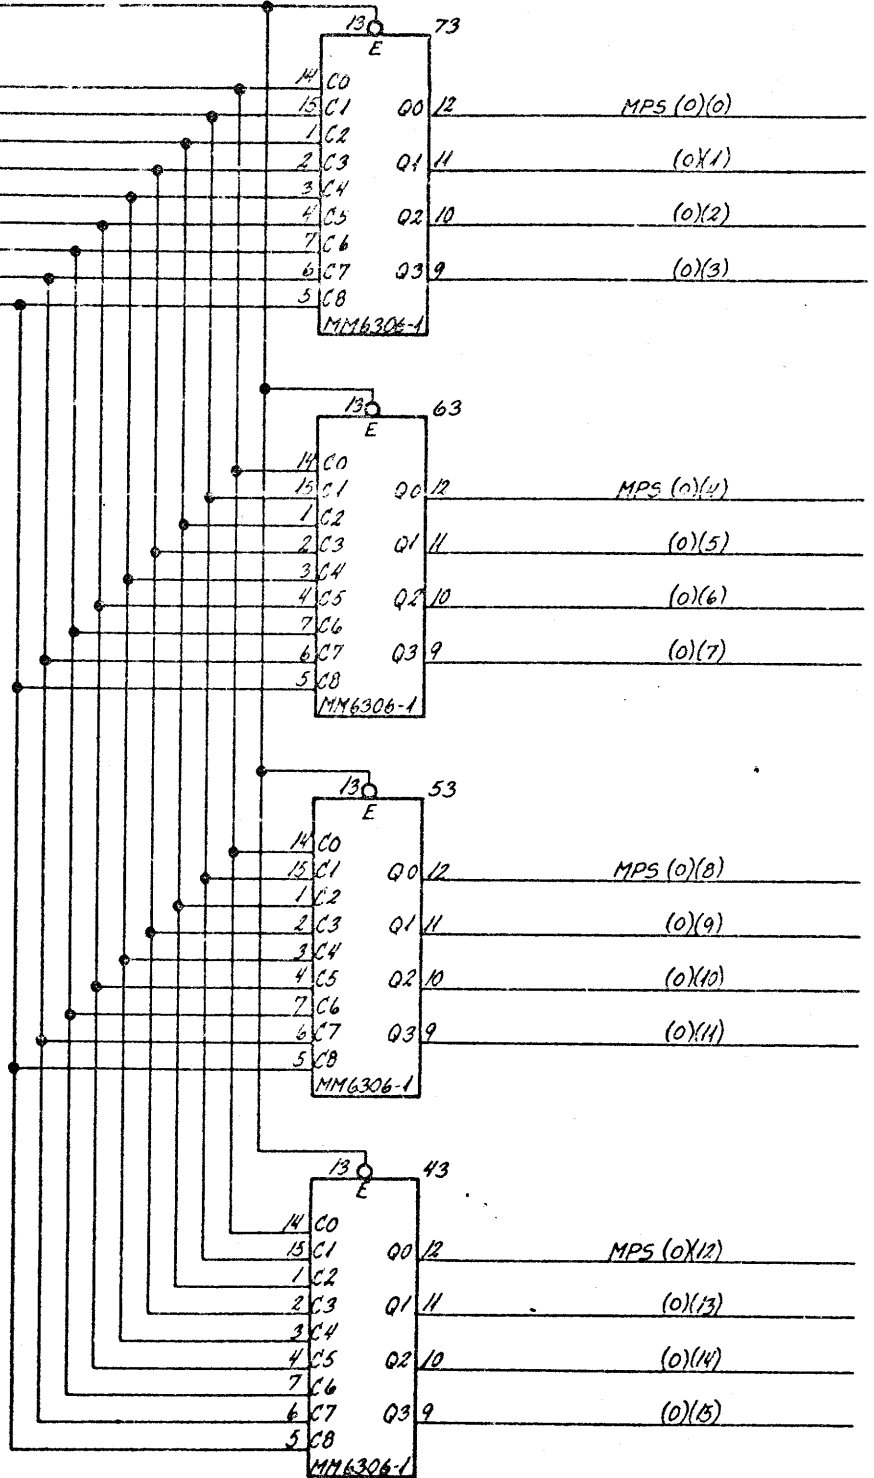 13 73
E
14 C0
15 C1 Q0 12 MPS (0)(0)
1 C2
2 C3 Q1 11 (0)(1)
3 C4
4 C5 Q2 10 (0)(2)
7 C6
6 C7 Q3 9 (0)(3)
5 C8
MM6306-1
13 63
E
14 C0
15 C1 Q0 12 MPS (0)(4)
1 C2
2 C3 Q1 11 (0)(5)
3 C4
4 C5 Q2 10 (0)(6)
7 C6
6 C7 Q3 9 (0)(7)
5 C8
MM6306-1
13 53
E
14 C0
15 C1 Q0 12 MPS (0)(8)
1 C2
2 C3 Q1 11 (0)(9)
3 C4
4 C5 Q2 10 (0)(10)
7 C6
6 C7 Q3 9 (0)(11)
5 C8
MM6306-1
13 43
E
14 C0
15 C1 Q0 12 MPS (0)(12)
1 C2
2 C3 Q1 11 (0)(13)
3 C4
4 C5 Q2 10 (0)(14)
7 C6
6 C7 Q3 9 (0)(15)
5 C8
MM6306-1